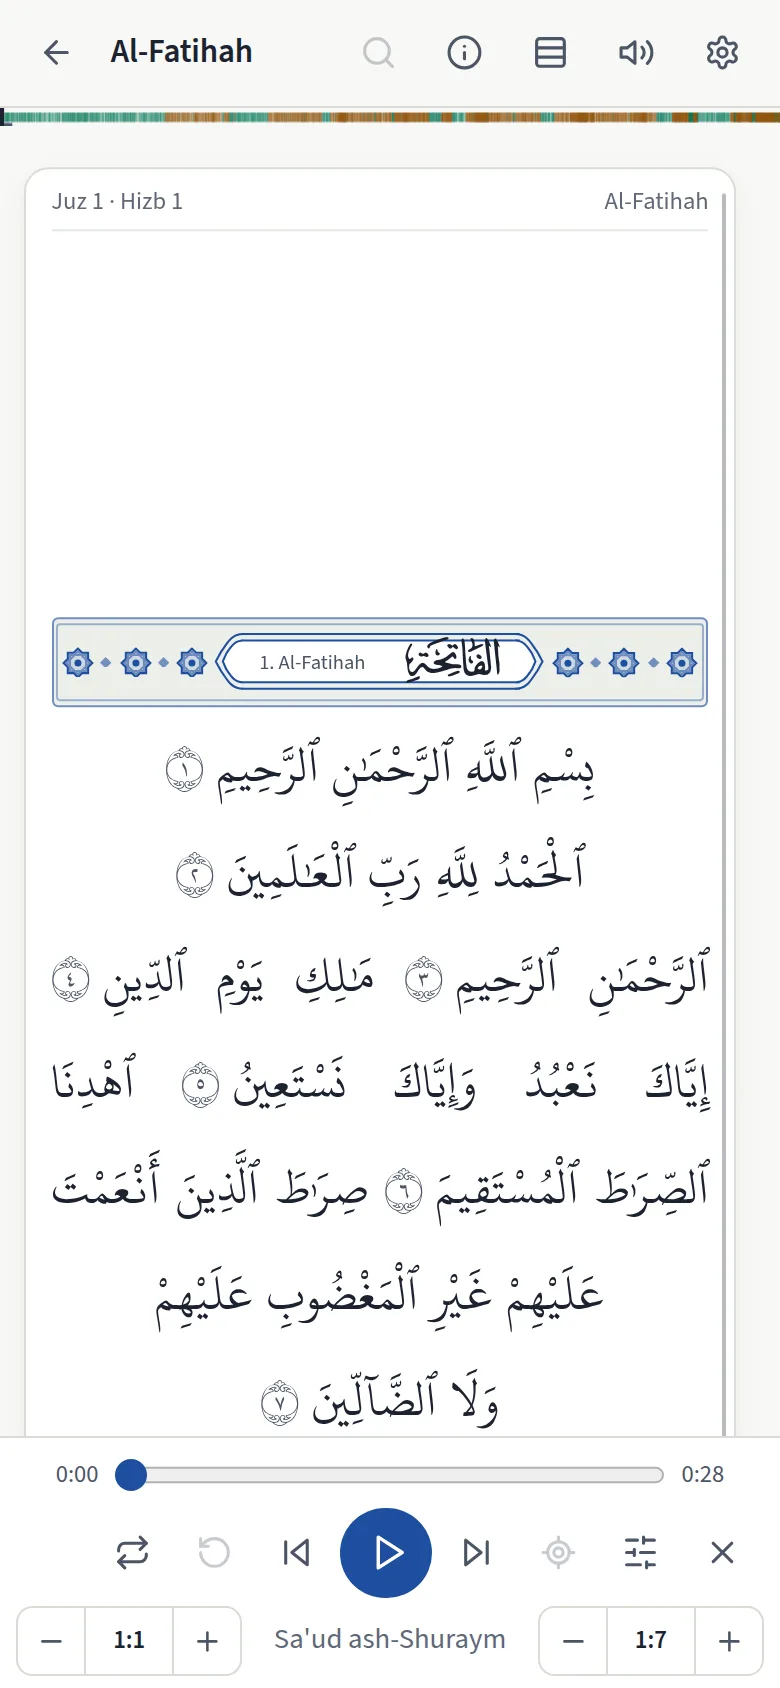 Al-Fatihah
Juz 1 · Hizb 1
Al-Fatihah
1. Al-Fatihah
الفَاتِحَة
بِسْمِ ٱللَّهِ ٱلرَّحْمَـٰنِ ٱلرَّحِيمِ ١
ٱلْحَمْدُ لِلَّهِ رَبِّ ٱلْعَـٰلَمِينَ ٢
ٱلرَّحْمَـٰنِ ٱلرَّحِيمِ ٣ مَـٰلِكِ يَوْمِ ٱلدِّينِ ٤
إِيَّاكَ نَعْبُدُ وَإِيَّاكَ نَسْتَعِينُ ٥ ٱهْدِنَا
ٱلصِّرَٰطَ ٱلْمُسْتَقِيمَ ٦ صِرَٰطَ ٱلَّذِينَ أَنْعَمْتَ
عَلَيْهِمْ غَيْرِ ٱلْمَغْضُوبِ عَلَيْهِمْ
وَلَا ٱلضَّآلِّينَ ٧
0:00
0:28
1:1
Sa'ud ash-Shuraym
1:7